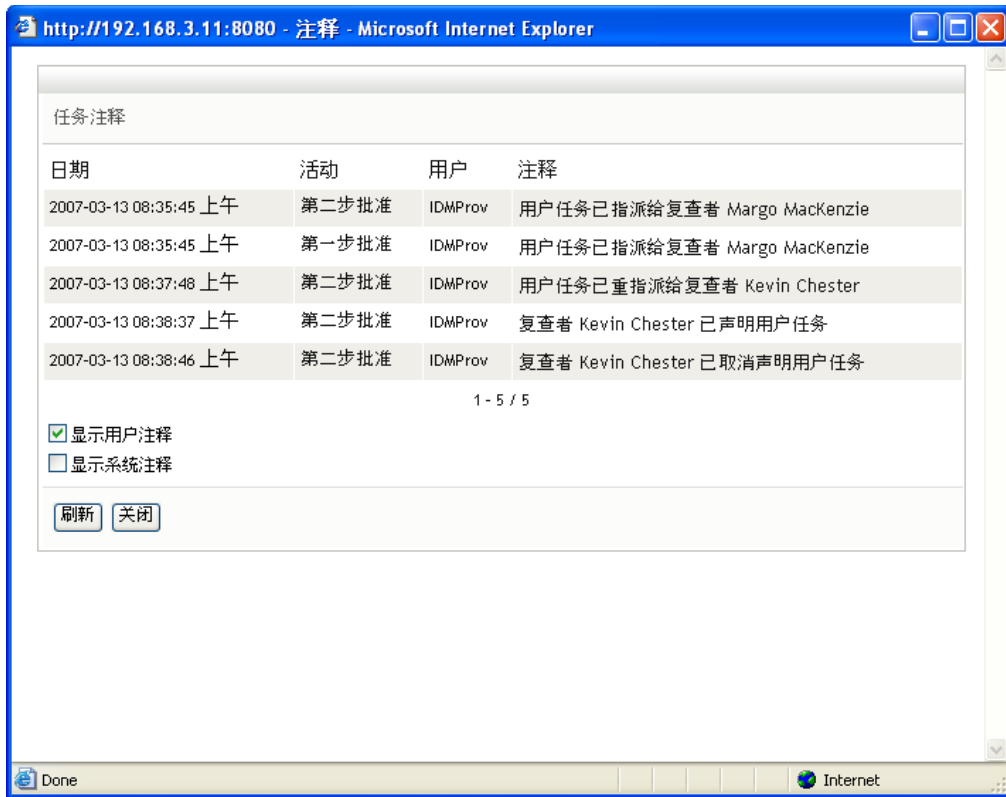 http://192.168.3.11:8080 - 注释 - Microsoft Internet Explorer
任务注释
日期 活动 用户 注释
2007-03-13 08:35:45 上午 第二步批准 IDMProv 用户任务已指派给复查者 Margo MacKenzie
2007-03-13 08:35:45 上午 第一步批准 IDMProv 用户任务已指派给复查者 Margo MacKenzie
2007-03-13 08:37:48 上午 第二步批准 IDMProv 用户任务已重指派给复查者 Kevin Chester
2007-03-13 08:38:37 上午 第二步批准 IDMProv 复查者 Kevin Chester 已声明用户任务
2007-03-13 08:38:46 上午 第二步批准 IDMProv 复查者 Kevin Chester 已取消声明用户任务
1 - 5 / 5
显示用户注释
显示系统注释
刷新 关闭
Done Internet